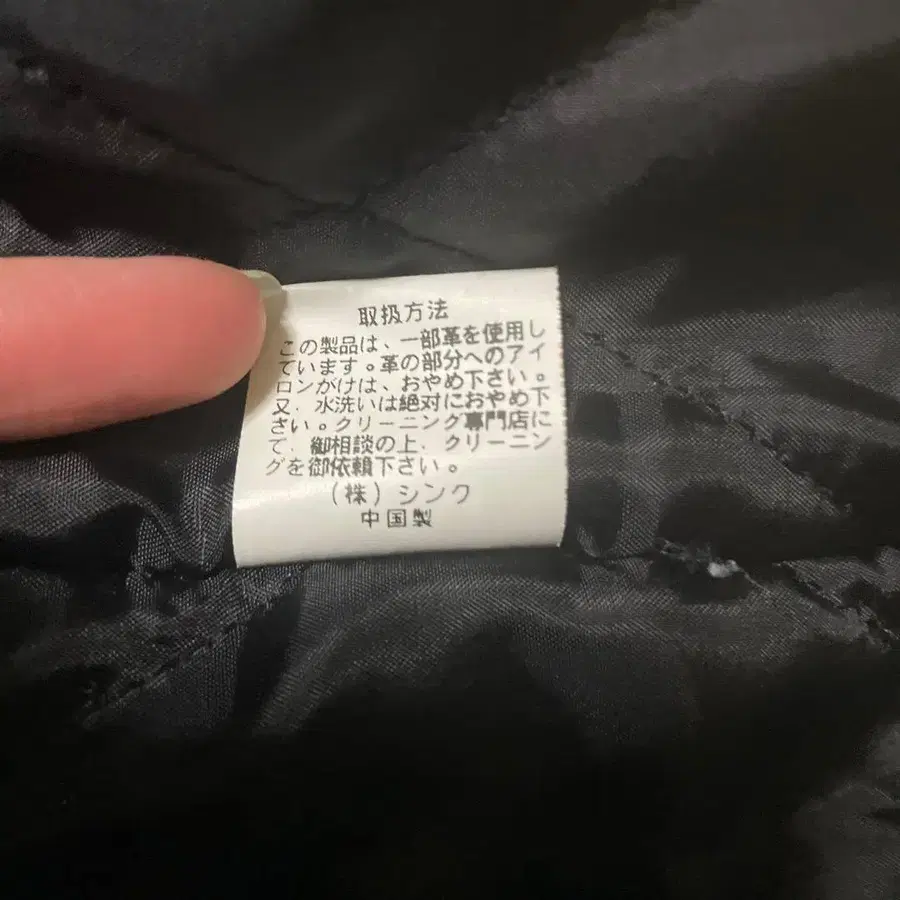 取扱方法
この製品は、一部革を使用し
ています。革の部分へのアイ
ロンがけは、おやめ下さい。
又、水洗いは絶対におやめ下
さい。クリーニング専門店に
て、御相談の上、クリーニン
グを御依頼下さい。
(株)シンク
中国製